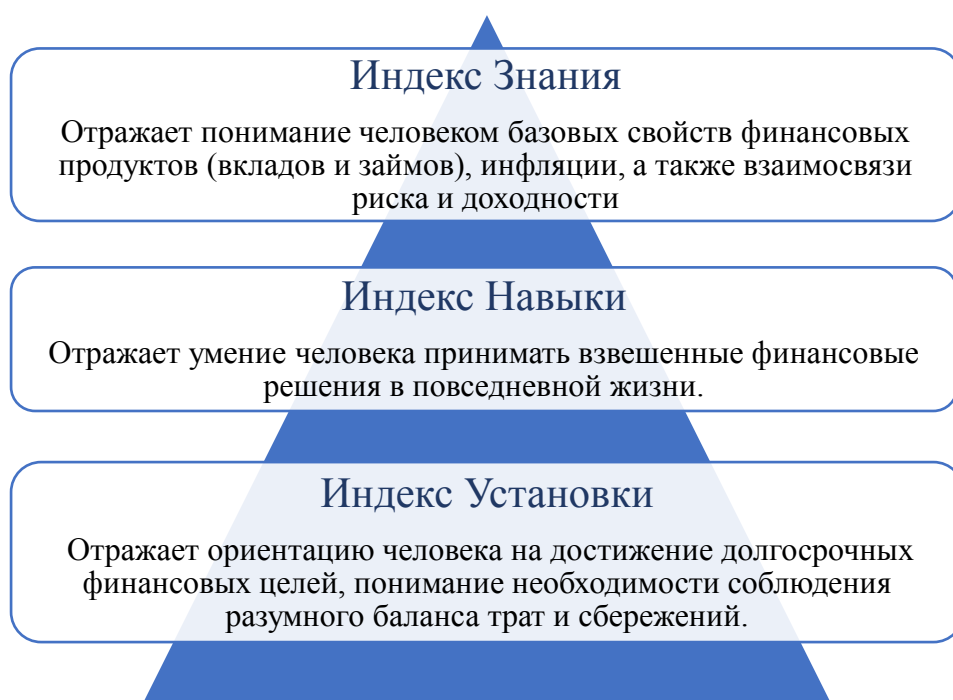 Индекс Знания
Отражает понимание человеком базовых свойств финансовых
продуктов (вкладов и займов), инфляции, а также взаимосвязи
риска и доходности
Индекс Навыки
Отражает умение человека принимать взвешенные финансовые
решения в повседневной жизни.
Индекс Установки
Отражает ориентацию человека на достижение долгосрочных
финансовых целей, понимание необходимости соблюдения
разумного баланса трат и сбережений.